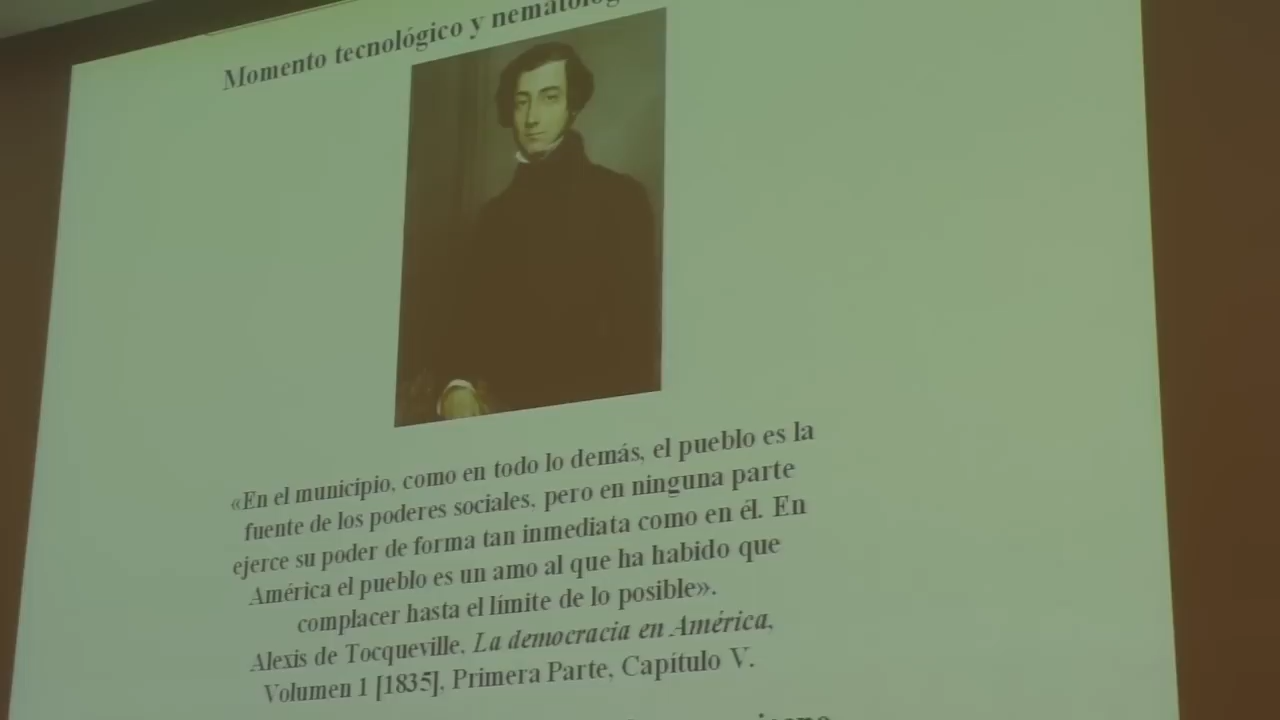 Momento tecnológico y
«En el municipio, como en todo lo demás, el pueblo es la
fuente de los poderes sociales, pero en ninguna parte
ejerce su poder de forma tan inmediata como en él. En
América el pueblo es un amo al que ha habido que
complacer hasta el límite de lo posible».
Alexis de Tocqueville, La democracia en América,
Volumen 1 [1835], Primera Parte, Capítulo V.